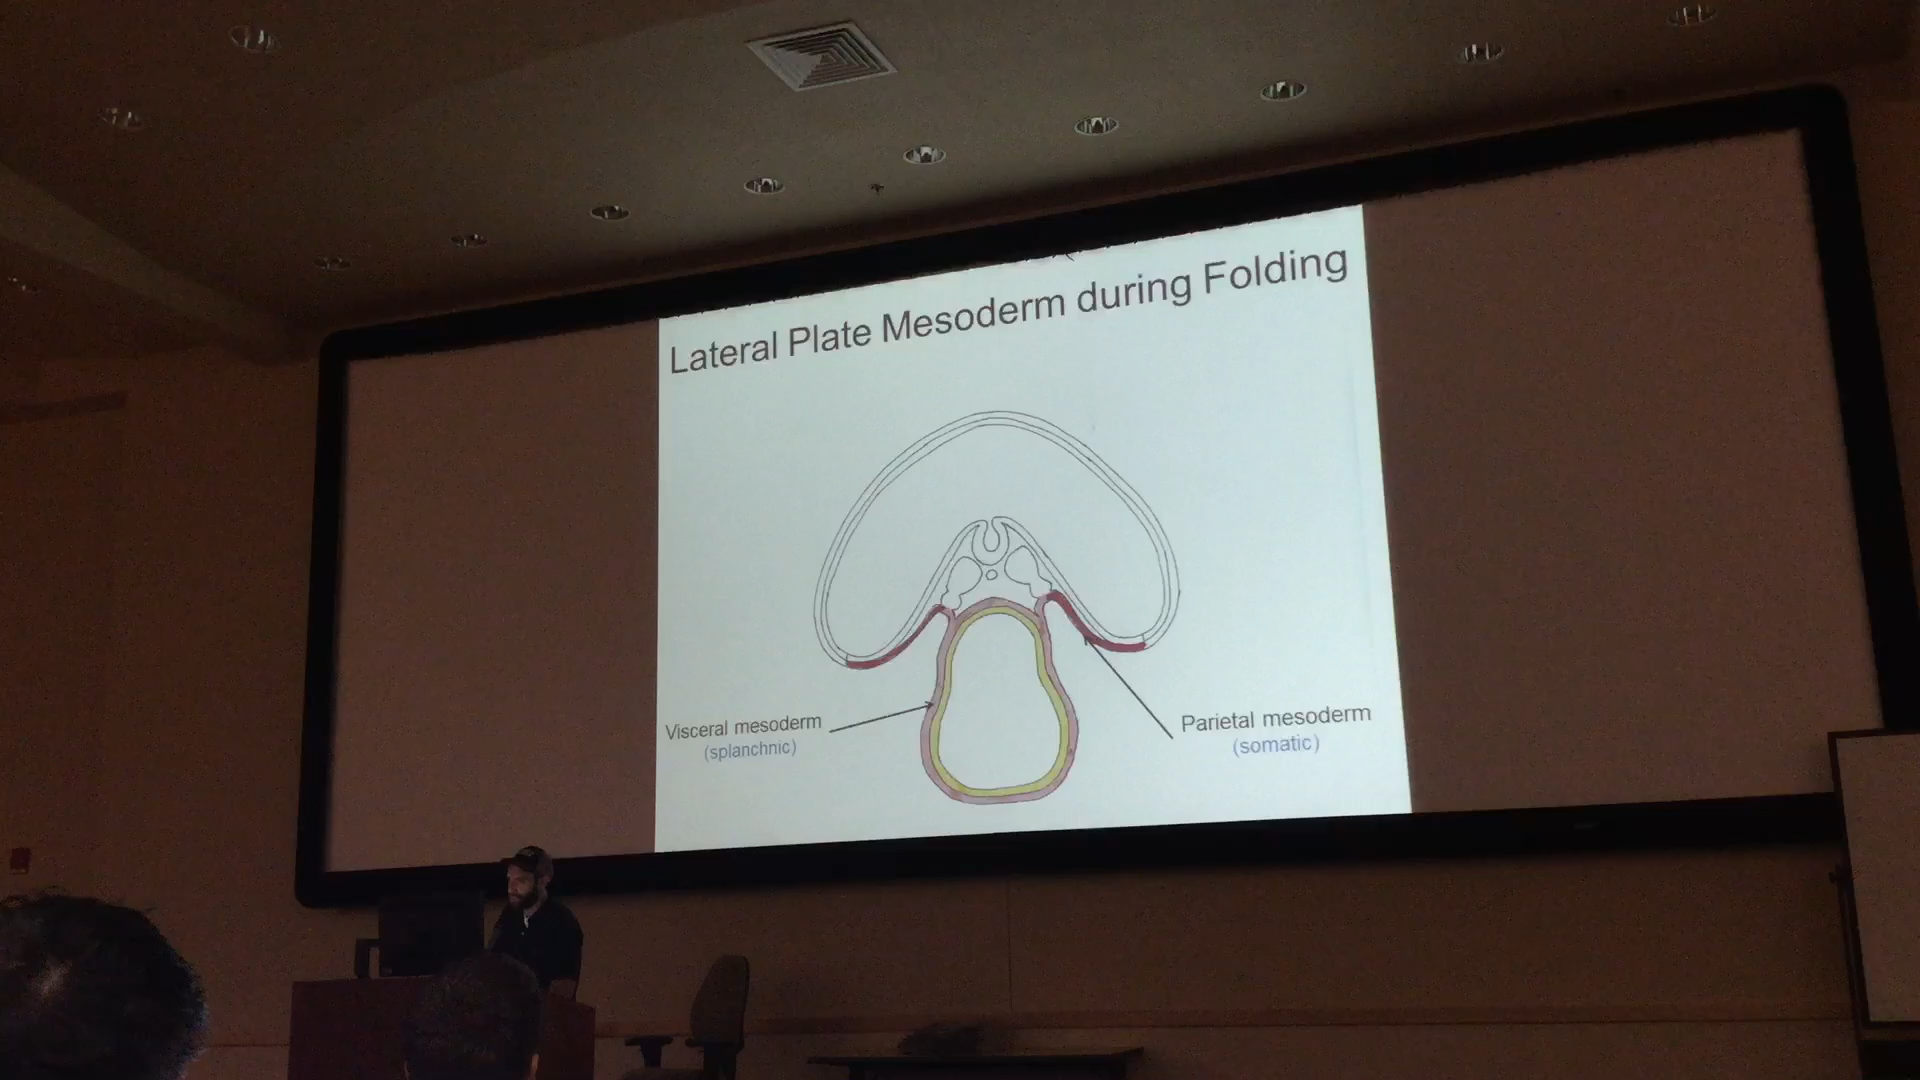 Lateral Plate Mesoderm during Folding
Visceral mesoderm
(splanchnic)
Parietal mesoderm
(somatic)